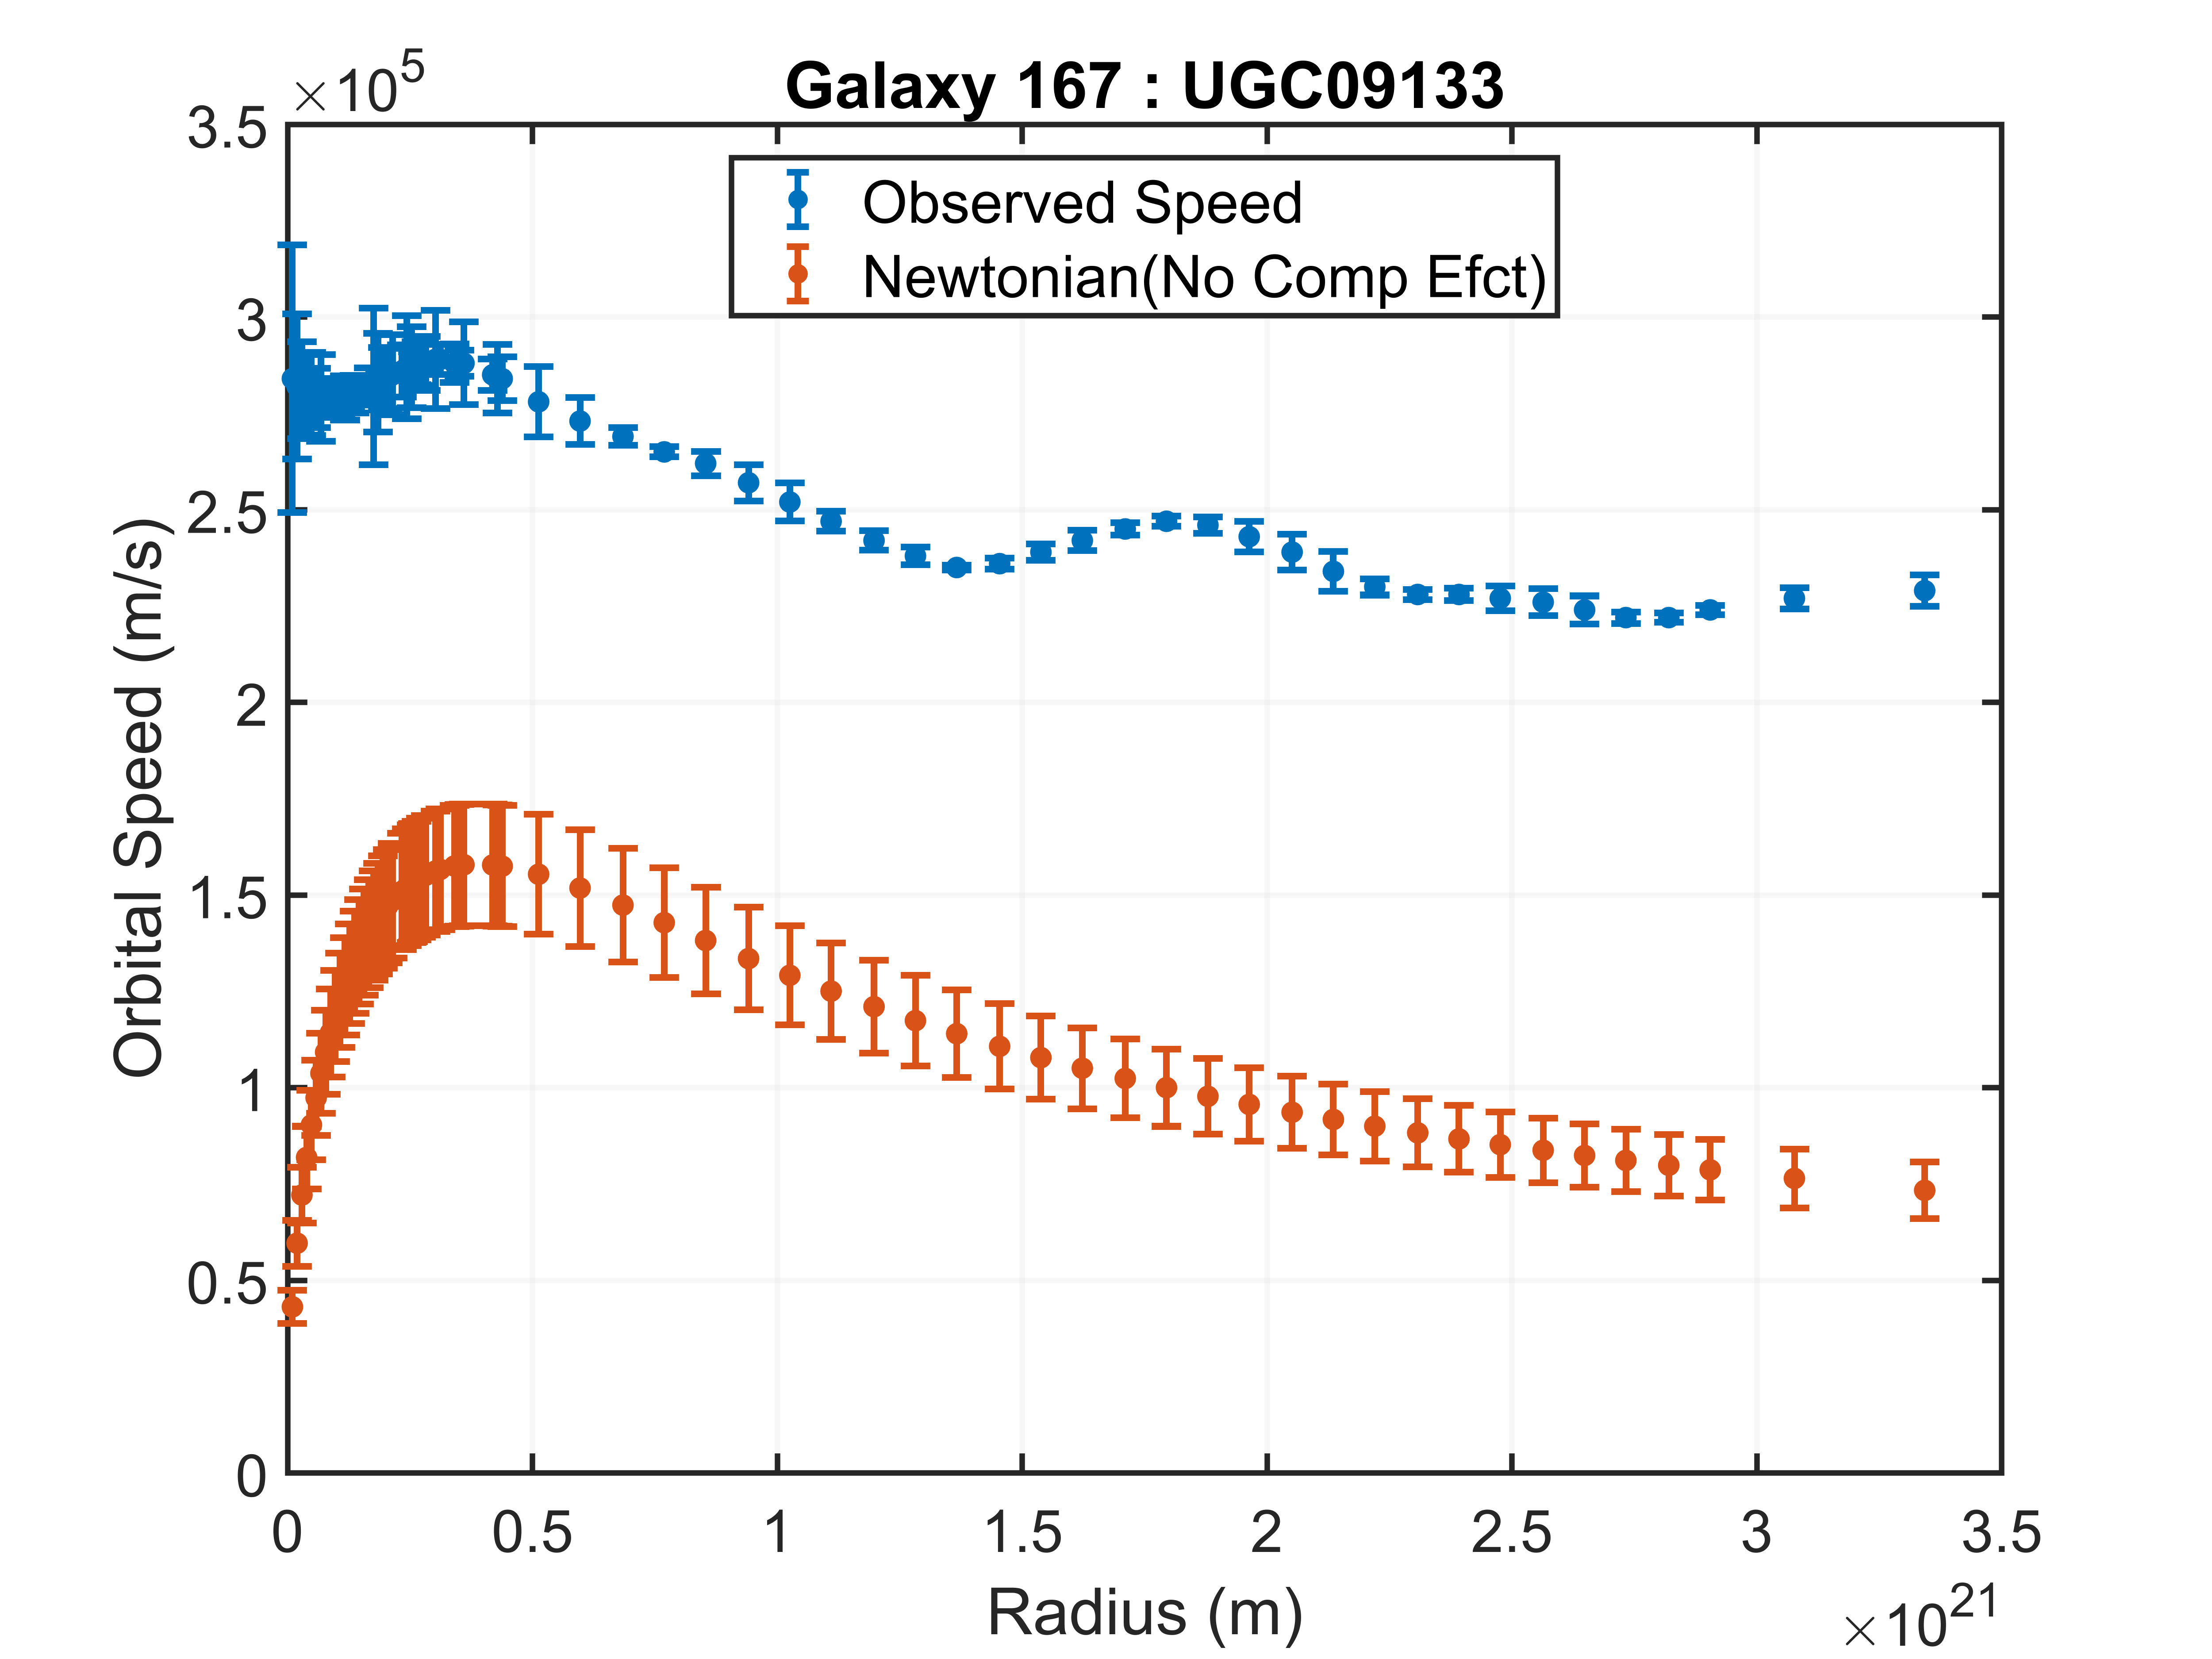 Galaxy 167 : UGC09133
×10^5
Observed Speed
Newtonian(No Comp Efct)
3.5
3
2.5
2
1.5
1
0.5
0
Orbital Speed (m/s)
0 0.5 1 1.5 2 2.5 3 3.5
Radius (m)
×10^21